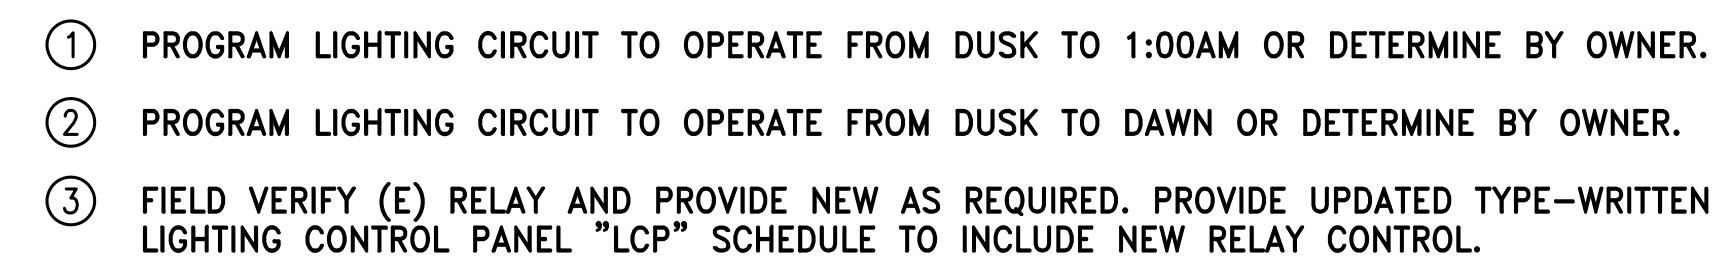 ① PROGRAM LIGHTING CIRCUIT TO OPERATE FROM DUSK TO 1:00AM OR DETERMINE BY OWNER.
② PROGRAM LIGHTING CIRCUIT TO OPERATE FROM DUSK TO DAWN OR DETERMINE BY OWNER.
③ FIELD VERIFY (E) RELAY AND PROVIDE NEW AS REQUIRED. PROVIDE UPDATED TYPE-WRITTEN
LIGHTING CONTROL PANEL "LCP" SCHEDULE TO INCLUDE NEW RELAY CONTROL.